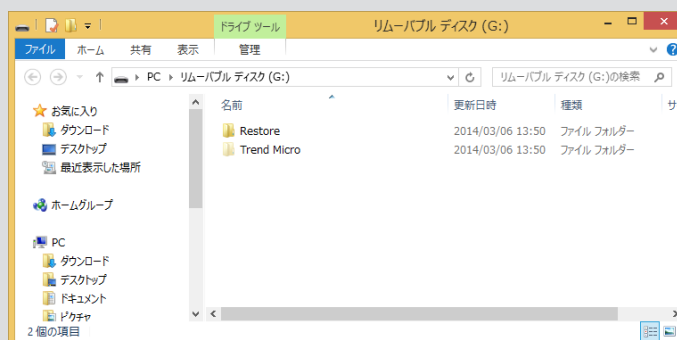 ドライブ ツール
リムーバブル ディスク (G:)
ファイル ホーム 共有 表示 管理
PC リムーバブル ディスク (G:)
リムーバブル ディスク (G:)の検索
お気に入り
ダウンロード
デスクトップ
最近表示した場所
ホームグループ
PC
ダウンロード
デスクトップ
ドキュメント
ピクチャ
名前 更新日時 種類 サ
Restore 2014/03/06 13:50 ファイル フォルダー
Trend Micro 2014/03/06 13:50 ファイル フォルダー
2 個の項目